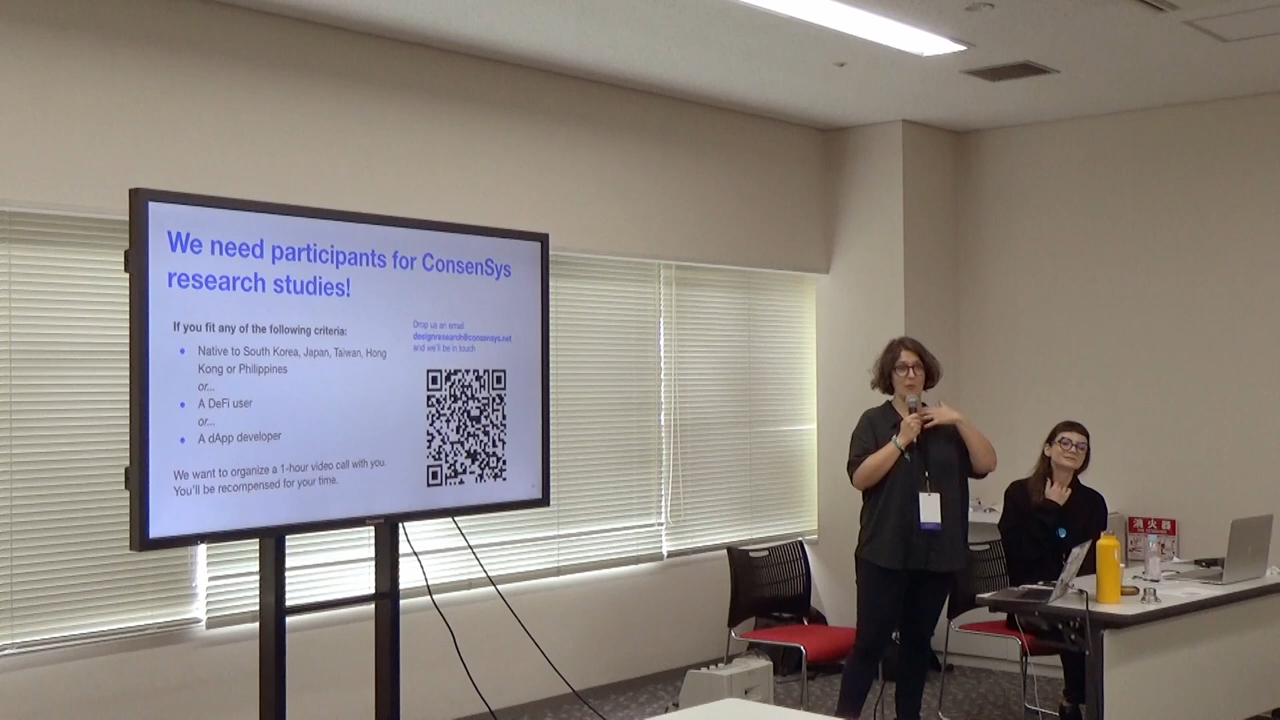 We need participants for ConsenSys
research studies!
If you fit any of the following criteria:
Native to South Korea, Japan, Taiwan, Hong
Kong or Philippines
or...
A DeFi user
or...
A dApp developer
We want to organize a 1-hour video call with you.
You'll be recompensed for your time.
Drop us an email
designresearch@consensys.net
and we'll be in touch
消火器